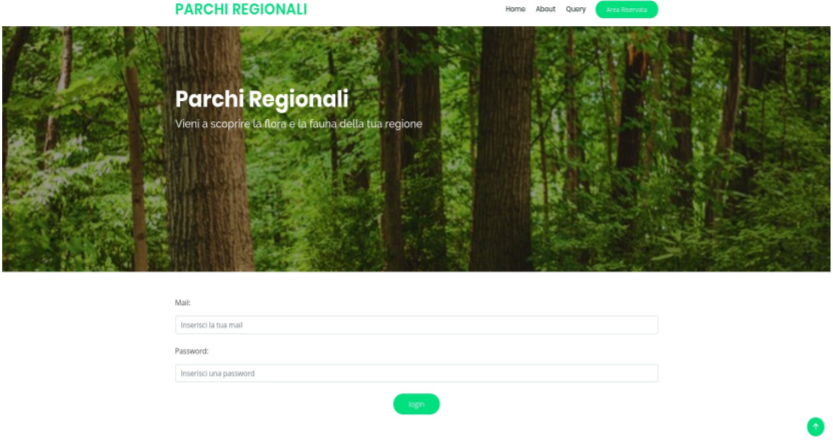 PARCHI REGIONALI
Home About Query Area Riservata
Parchi Regionali
Vieni a scoprire la flora e la fauna della tua regione
Mail:
Inserisci la tua mail
Password:
Inserisci una password
login